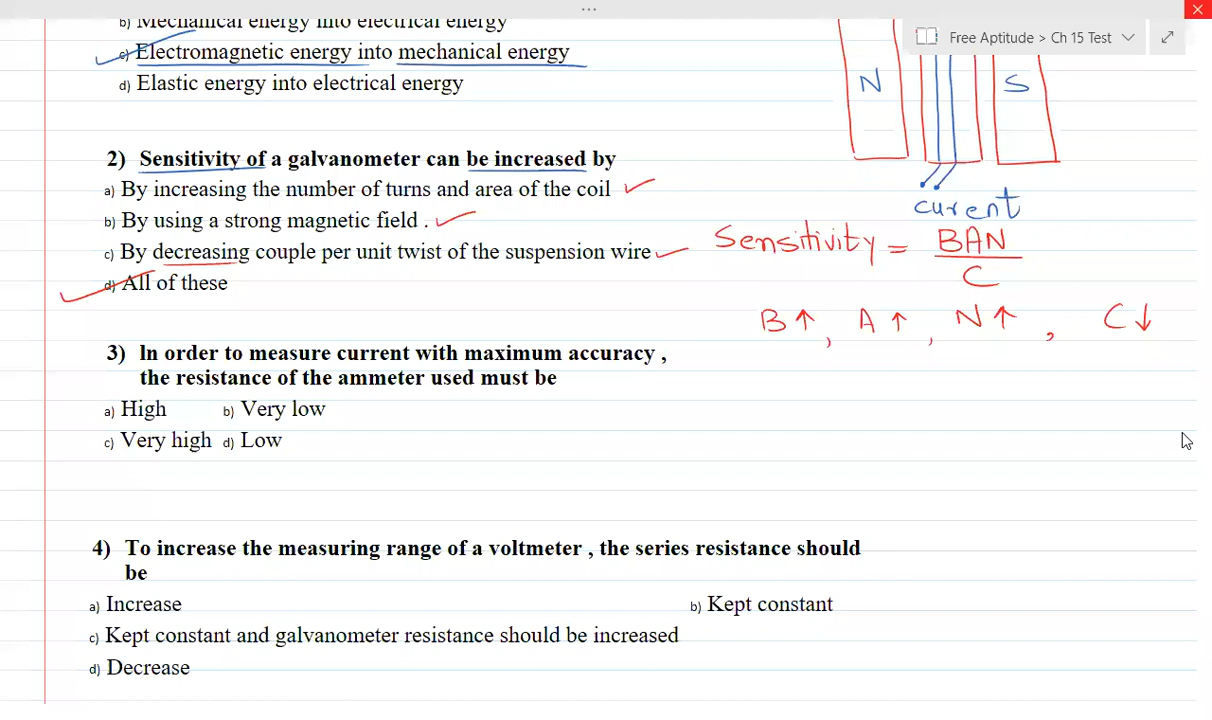 b) Mechanical energy into electrical energy
Free Aptitude > Ch 15 Test
c) Electromagnetic energy into mechanical energy
d) Elastic energy into electrical energy
N
S
2) Sensitivity of a galvanometer can be increased by
a) By increasing the number of turns and area of the coil
b) By using a strong magnetic field .
curent
c) By decreasing couple per unit twist of the suspension wire
Sensitivity = BAN
C
d) All of these
B ↑ , A ↑ , N ↑ , C ↓
3) In order to measure current with maximum accuracy ,
the resistance of the ammeter used must be
a) High b) Very low
c) Very high d) Low
4) To increase the measuring range of a voltmeter , the series resistance should
be
a) Increase b) Kept constant
c) Kept constant and galvanometer resistance should be increased
d) Decrease